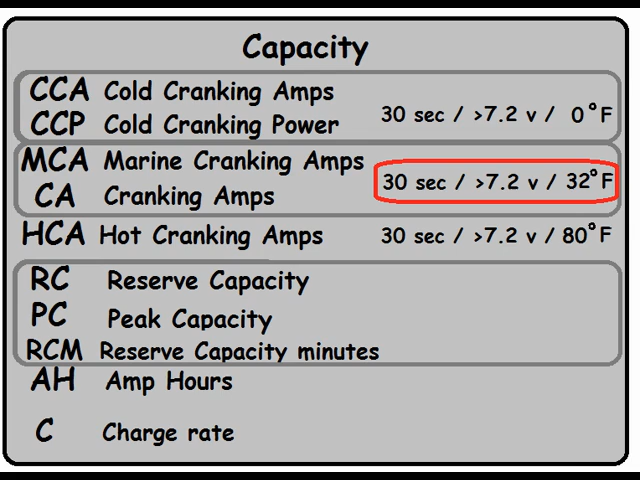 Capacity
CCA Cold Cranking Amps
CCP Cold Cranking Power
30 sec / >7.2 v / 0°F
MCA Marine Cranking Amps
CA Cranking Amps
30 sec / >7.2 v / 32°F
HCA Hot Cranking Amps 30 sec / >7.2 v / 80°F
RC Reserve Capacity
PC Peak Capacity
RCM Reserve Capacity minutes
AH Amp Hours
C Charge rate